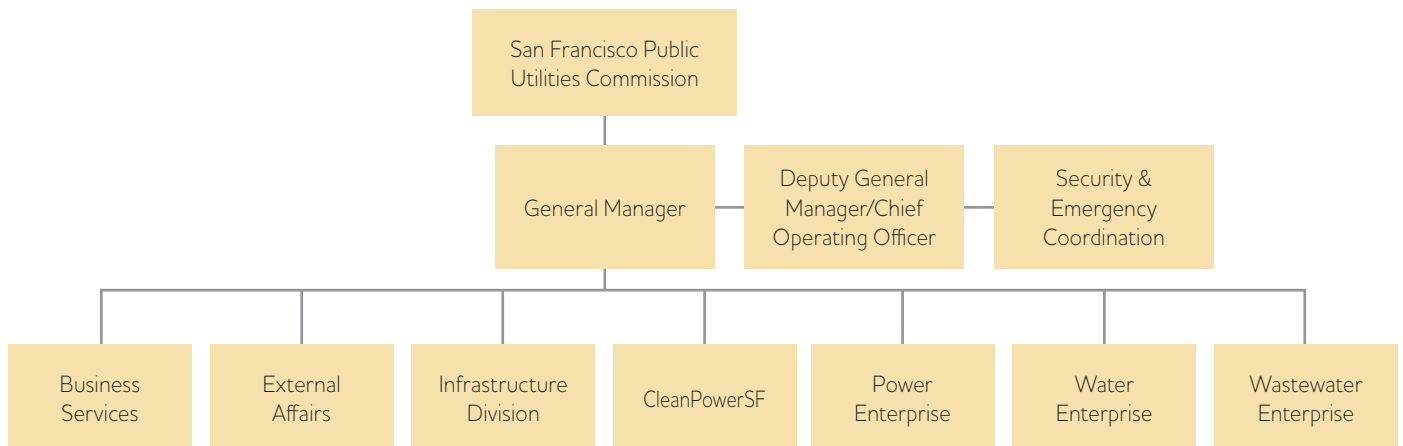 San Francisco Public
Utilities Commission
General Manager
Deputy General
Manager/Chief
Operating Officer
Security &
Emergency
Coordination
Business
Services
External
Affairs
Infrastructure
Division
CleanPowerSF
Power
Enterprise
Water
Enterprise
Wastewater
Enterprise